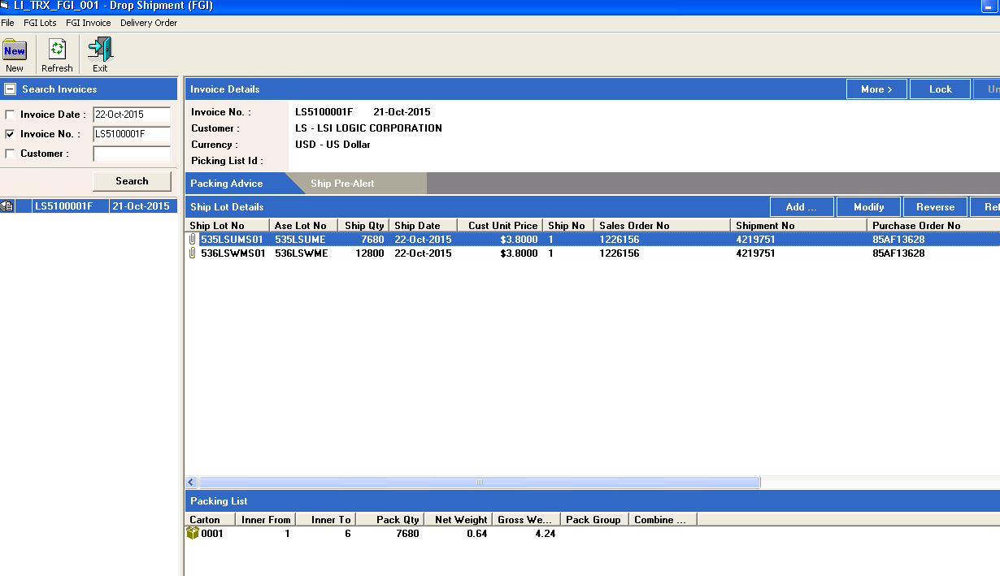 LI_TRX_FGI_001 - Drop Shipment (FGI)
File FGI Lots FGI Invoice Delivery Order
New
New Refresh Exit
Search Invoices
Invoice Date : 22-Oct-2015
Invoice No. : LS5100001F
Customer :
Search
LS5100001F 21-Oct-2015
Invoice Details More > Lock Un
Invoice No. : LS5100001F 21-Oct-2015
Customer : LS - LSI LOGIC CORPORATION
Currency : USD - US Dollar
Picking List Id :
Packing Advice Ship Pre-Alert
Ship Lot Details Add ... Modify Reverse Ref
Ship Lot No Ase Lot No Ship Qty Ship Date Cust Unit Price Ship No Sales Order No Shipment No Purchase Order No
535LSUMS01 535LSUME 7680 22-Oct-2015 $3.8000 1 1226156 4219751 85AF13628
536LSWMS01 536LSWME 12800 22-Oct-2015 $3.8000 1 1226156 4219751 85AF13628
Packing List
Carton Inner From Inner To Pack Qty Net Weight Gross We... Pack Group Combine ...
0001 1 6 7680 0.64 4.24